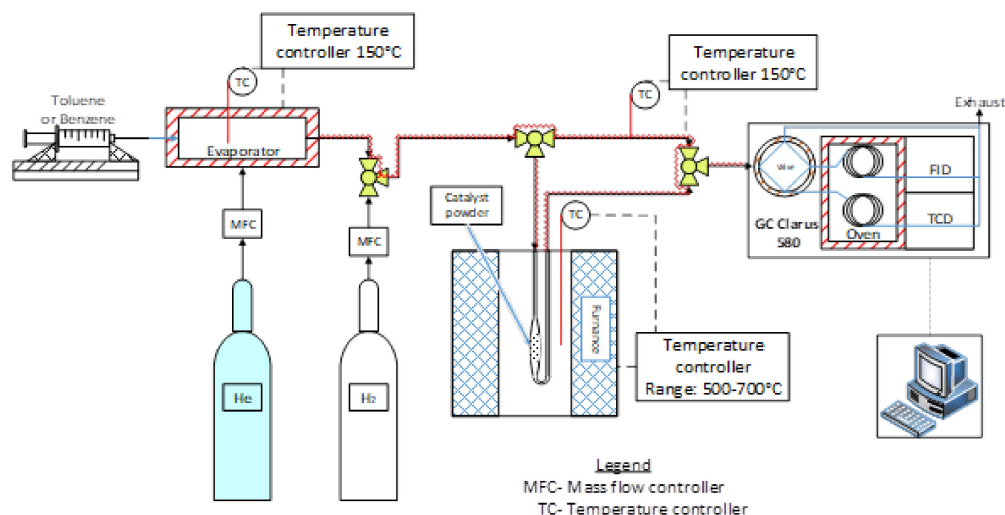 Temperature
controller 150°C
TC
Toluene
or Benzene
Evaporator
MFC
MFC
He
H₂
Temperature
controller 150°C
TC
Catalyst
powder
TC
Furnance
Temperature
controller
Range: 500-700°C
Exhaust
Valve
FID
TCD
GC Clarus
580
Oven
Legend
MFC- Mass flow controller
TC- Temperature controller